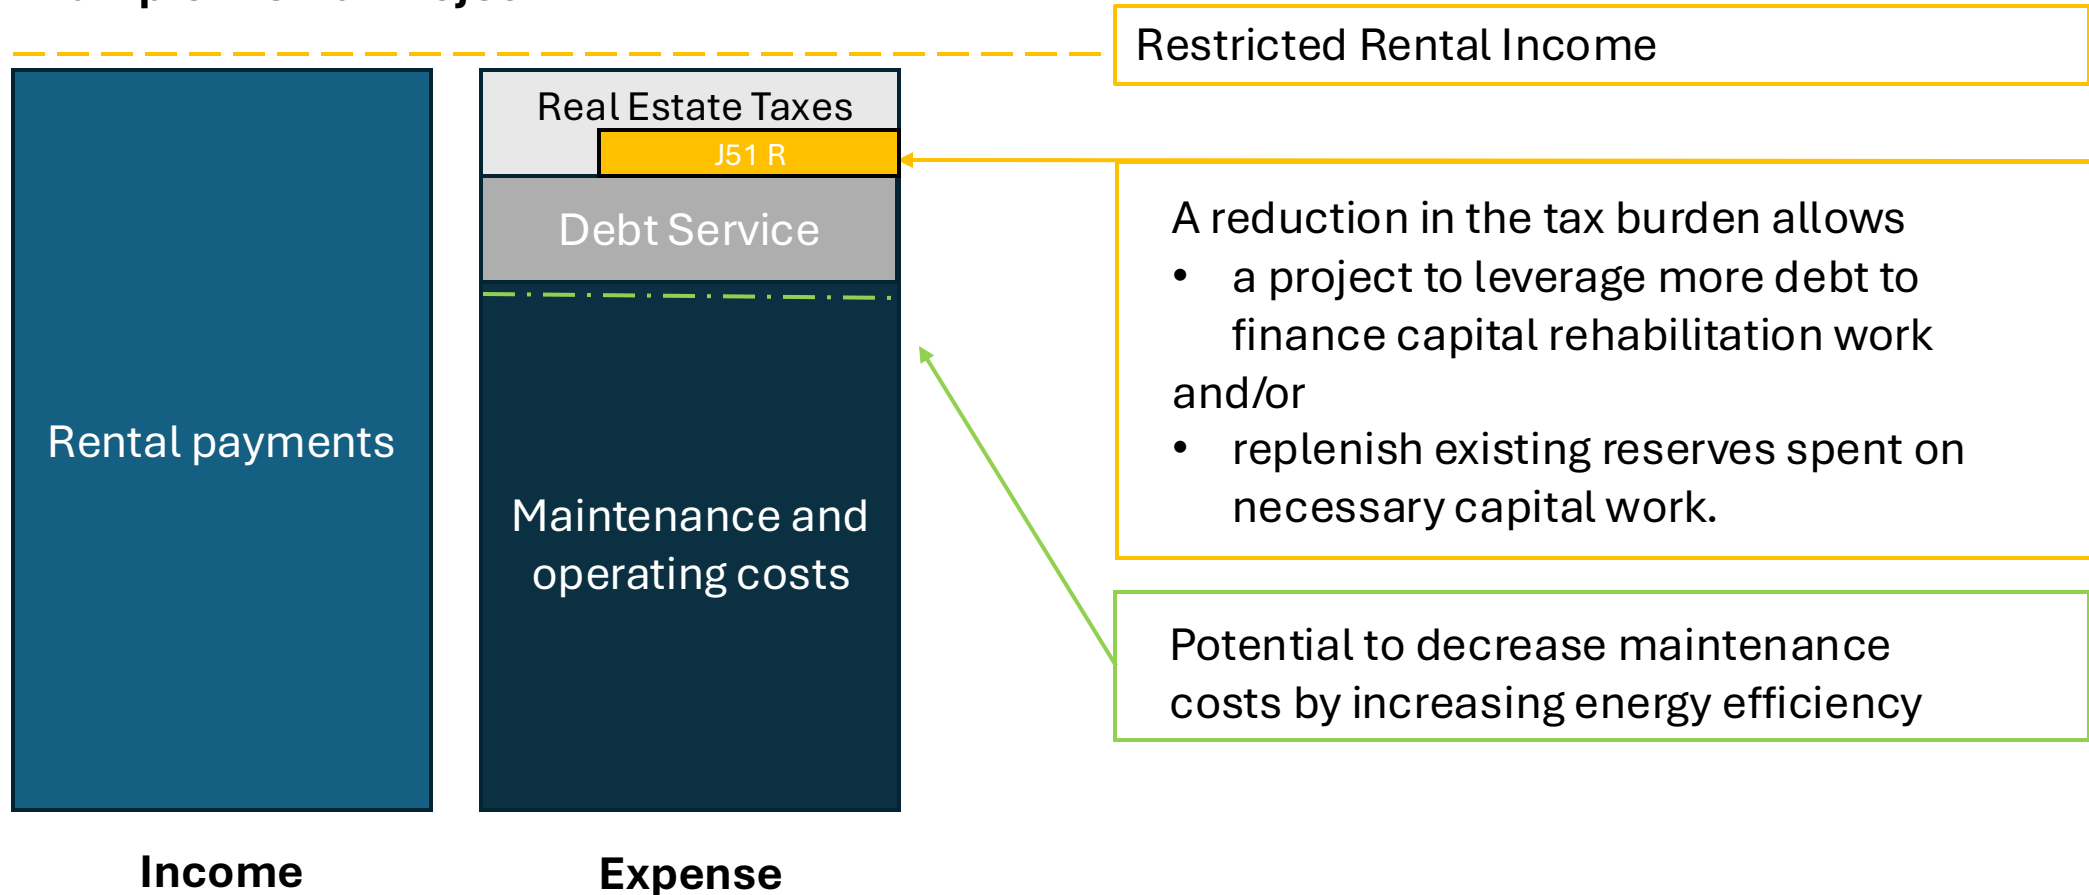 Restricted Rental Income
Real Estate Taxes
J51 R
Debt Service
Rental payments
Maintenance and
operating costs
A reduction in the tax burden allows
• a project to leverage more debt to
finance capital rehabilitation work
and/or
• replenish existing reserves spent on
necessary capital work.
Potential to decrease maintenance
costs by increasing energy efficiency
Income
Expense